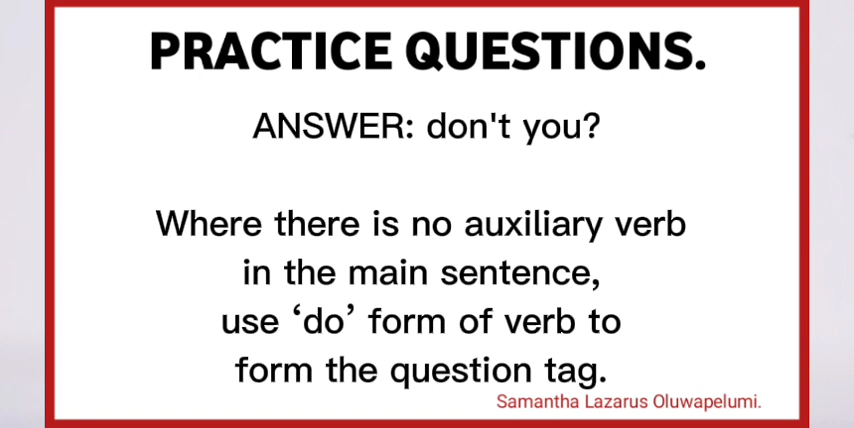 PRACTICE QUESTIONS.
ANSWER: don't you?
Where there is no auxiliary verb
in the main sentence,
use ‘do’ form of verb to
form the question tag.
Samantha Lazarus Oluwapelumi.